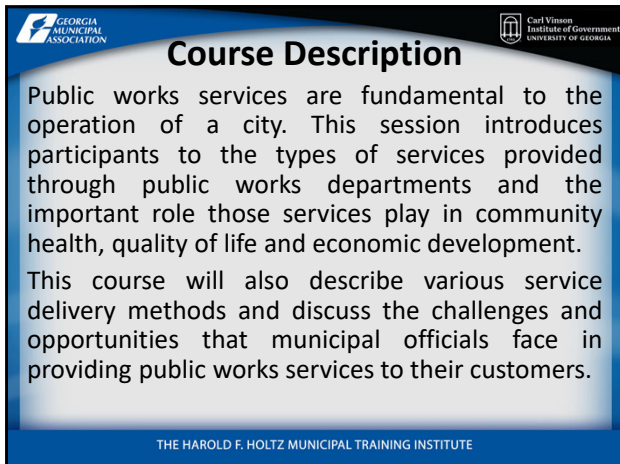 GEORGIA
MUNICIPAL
ASSOCIATION
Carl Vinson
Institute of Government
UNIVERSITY OF GEORGIA
Course Description
Public works services are fundamental to the
operation of a city. This session introduces
participants to the types of services provided
through public works departments and the
important role those services play in community
health, quality of life and economic development.
This course will also describe various service
delivery methods and discuss the challenges and
opportunities that municipal officials face in
providing public works services to their customers.
THE HAROLD F. HOLTZ MUNICIPAL TRAINING INSTITUTE